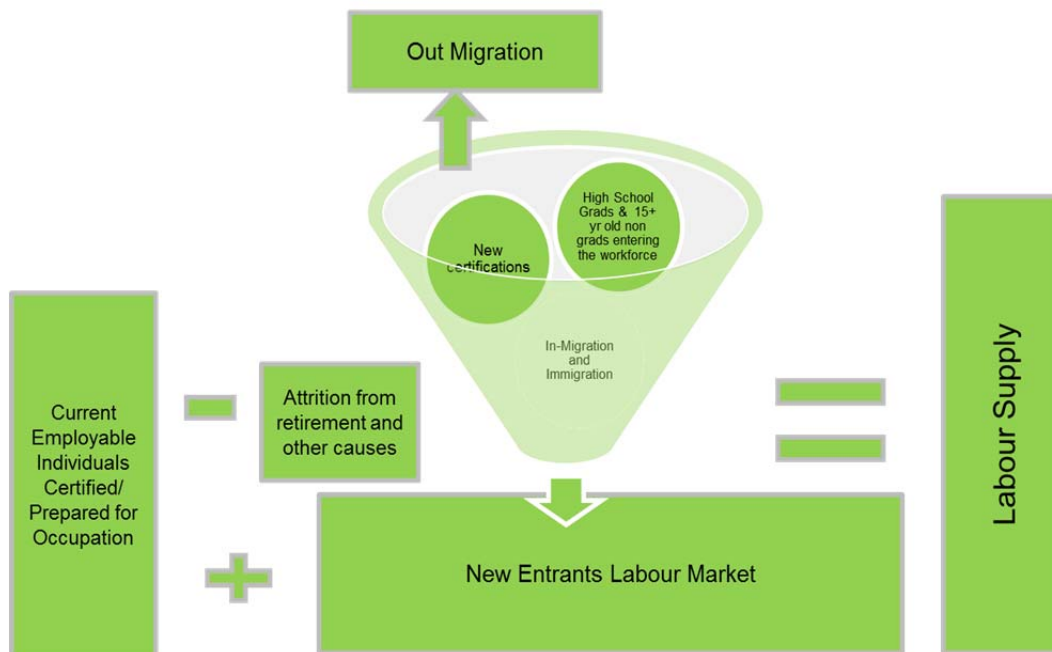 Out Migration
New
certifications
High School
Grads & 15+
yr old non
grads entering
the workforce
In-Migration
and
Immigration
Current
Employable
Individuals
Certified/
Prepared for
Occupation
Attrition from
retirement and
other causes
New Entrants Labour Market
Labour Supply